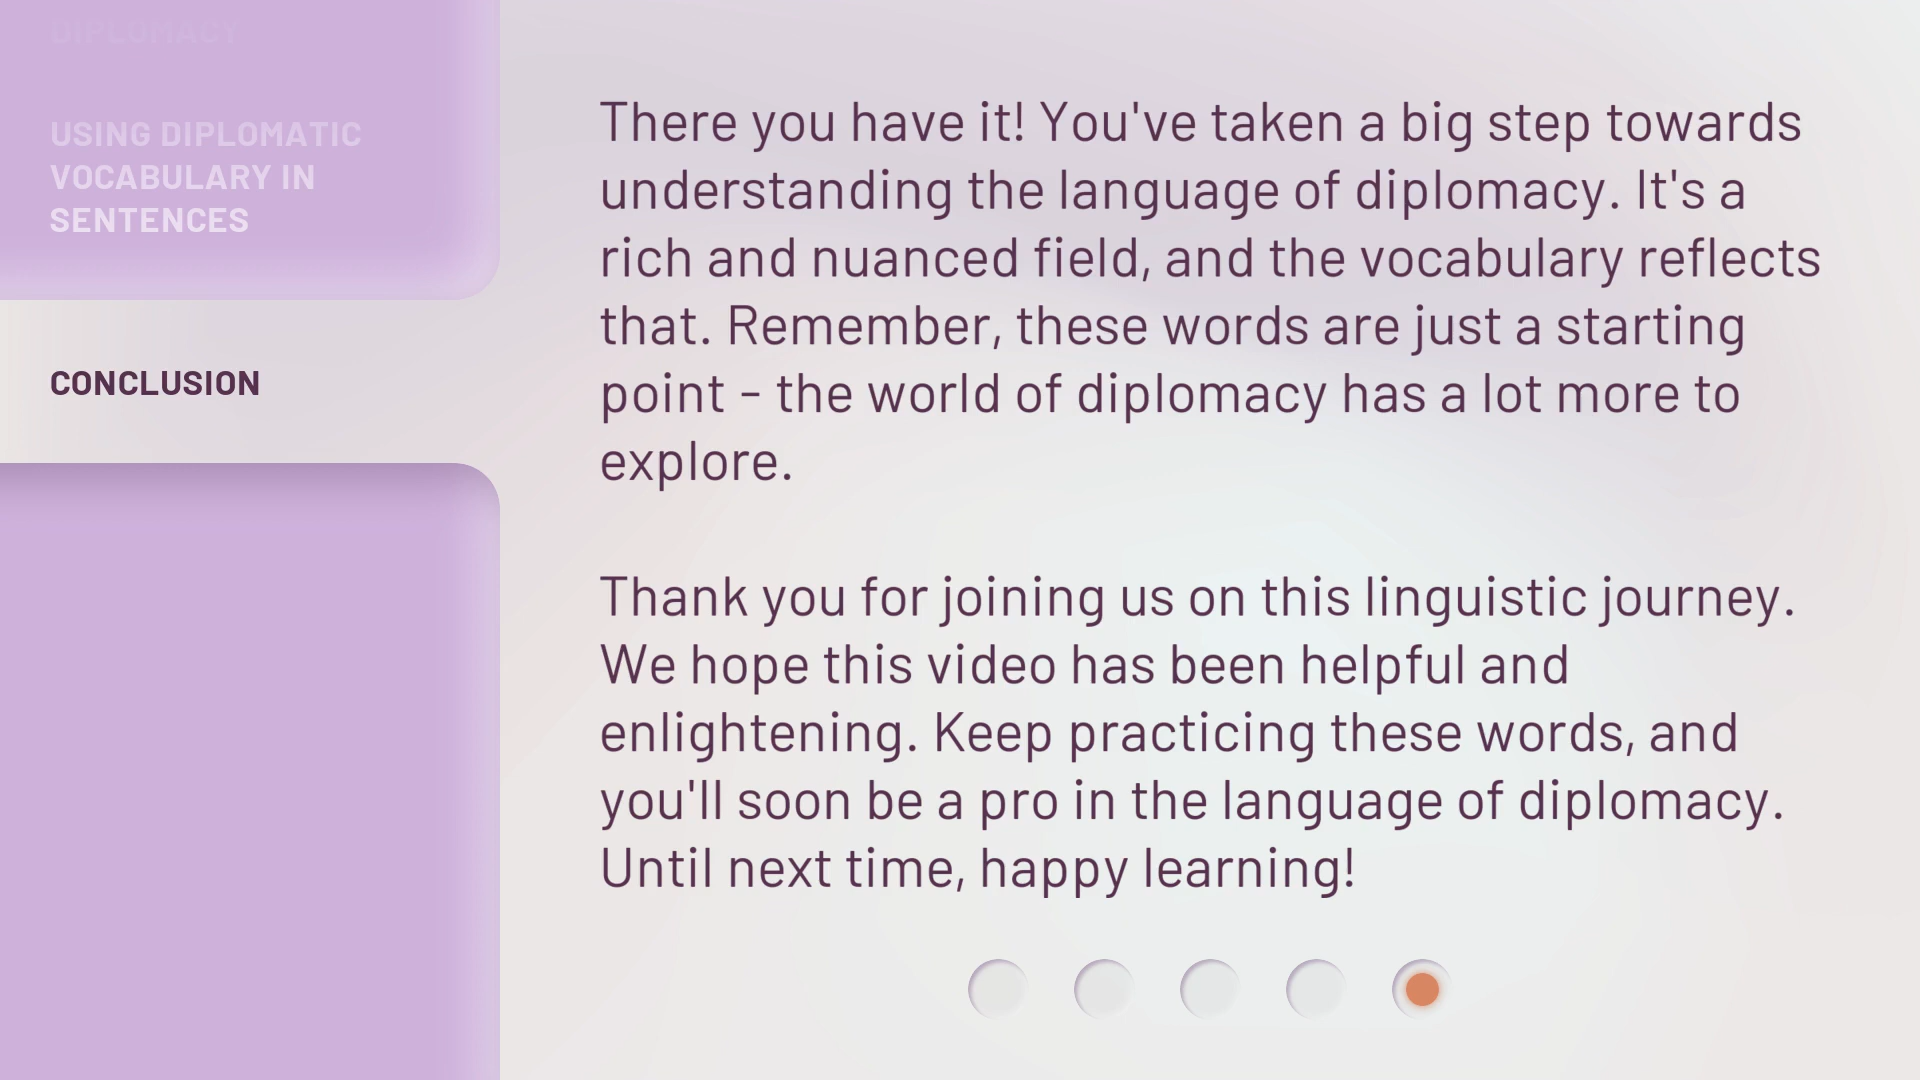 DIPLOMACY
USING DIPLOMATIC
VOCABULARY IN
SENTENCES
CONCLUSION
There you have it! You've taken a big step towards
understanding the language of diplomacy. It's a
rich and nuanced field, and the vocabulary reflects
that. Remember, these words are just a starting
point - the world of diplomacy has a lot more to
explore.
Thank you for joining us on this linguistic journey.
We hope this video has been helpful and
enlightening. Keep practicing these words, and
you'll soon be a pro in the language of diplomacy.
Until next time, happy learning!